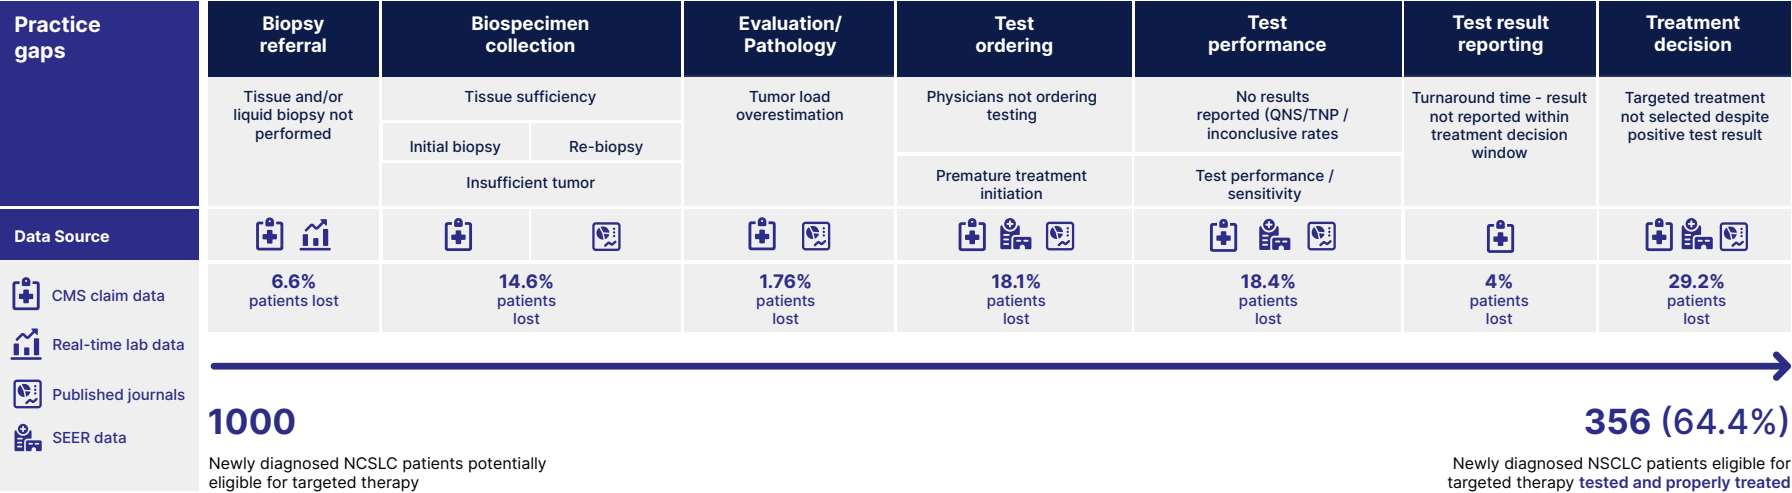 Practice
gaps
Biopsy
referral
Biospecimen
collection
Evaluation/
Pathology
Test
ordering
Test
performance
Test result
reporting
Treatment
decision
Tissue and/or
liquid biopsy not
performed
Tissue sufficiency
Initial biopsy
Re-biopsy
Insufficient tumor
Tumor load
overestimation
Physicians not ordering
testing
Premature treatment
initiation
No results
reported (QNS/TNP /
inconclusive rates
Test performance /
sensitivity
Turnaround time - result
not reported within
treatment decision
window
Targeted treatment
not selected despite
positive test result
Data Source
CMS claim data
Real-time lab data
Published journals
SEER data
6.6%
patients lost
14.6%
patients
lost
1.76%
patients
lost
18.1%
patients
lost
18.4%
patients
lost
4%
patients
lost
29.2%
patients
lost
1000
Newly diagnosed NCSLC patients potentially
eligible for targeted therapy
356 (64.4%)
Newly diagnosed NSCLC patients eligible for
targeted therapy tested and properly treated